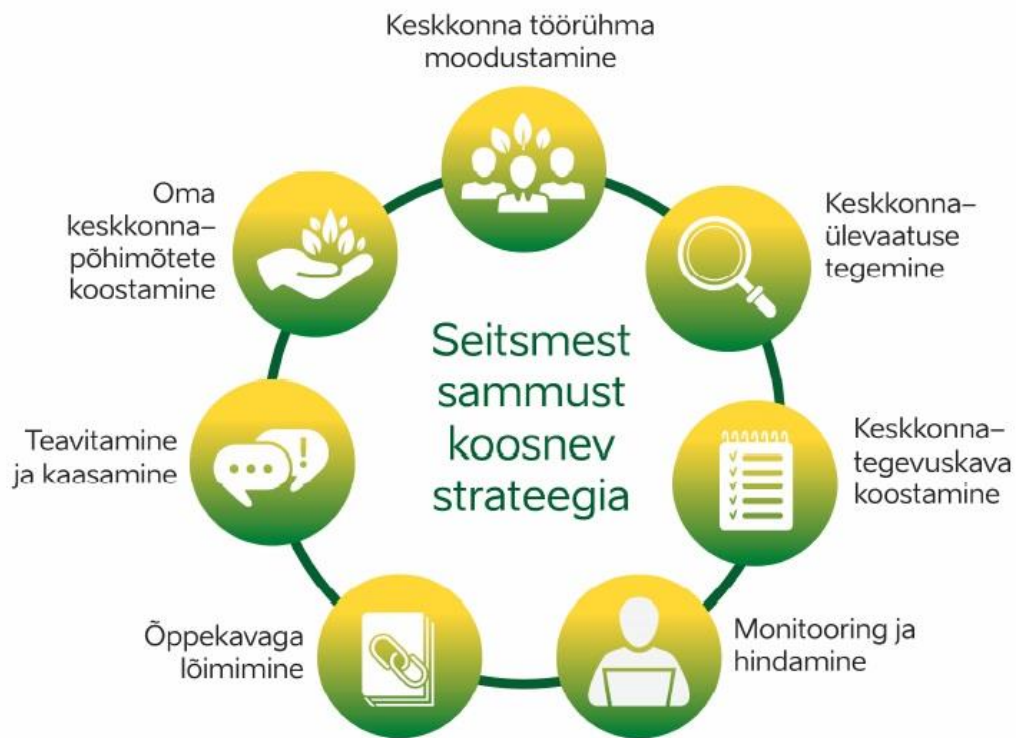 Keskkonna töörühma
moodustamine
Keskkonna–
ülevaatuse
tegemine
Keskkonna–
tegevuskava
koostamine
Monitooring ja
hindamine
Õppekavaga
lõimimine
Teavitamine
ja kaasamine
Oma
keskkonna–
põhimõtete
koostamine
Seitsmest
sammust
koosnev
strateegia